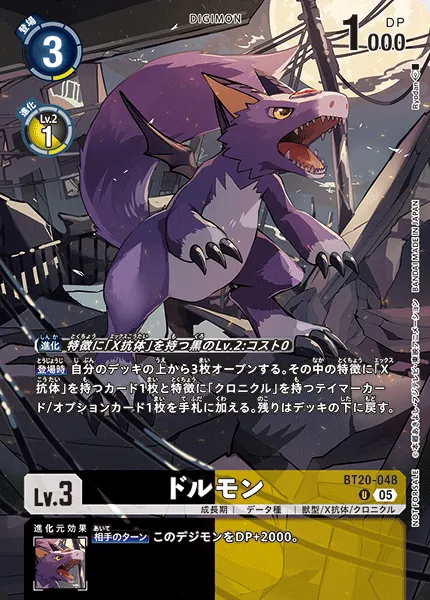 DIGIMON
登場
3
DP
1000
進化
Lv.2
1
Ryodan
進化 特徴に「X抗体」を持つ黒のLv.2:コスト0
登場時 自分のデッキの上から3枚オープンする。その中の特徴に「X
抗体」を持つカード1枚と特徴に「クロニクル」を持つテイマーカー
ド/オプションカード1枚を手札に加える。残りはデッキの下に戻す。
BANDAI MADE IN JAPAN
NOT FOR SALE
Lv.3
ドルモン
BT20-048
U
05
成長期 | データ種 | 獣型/X抗体/クロニクル
進化元効果
相手のターン このデジモンをDP+2000。